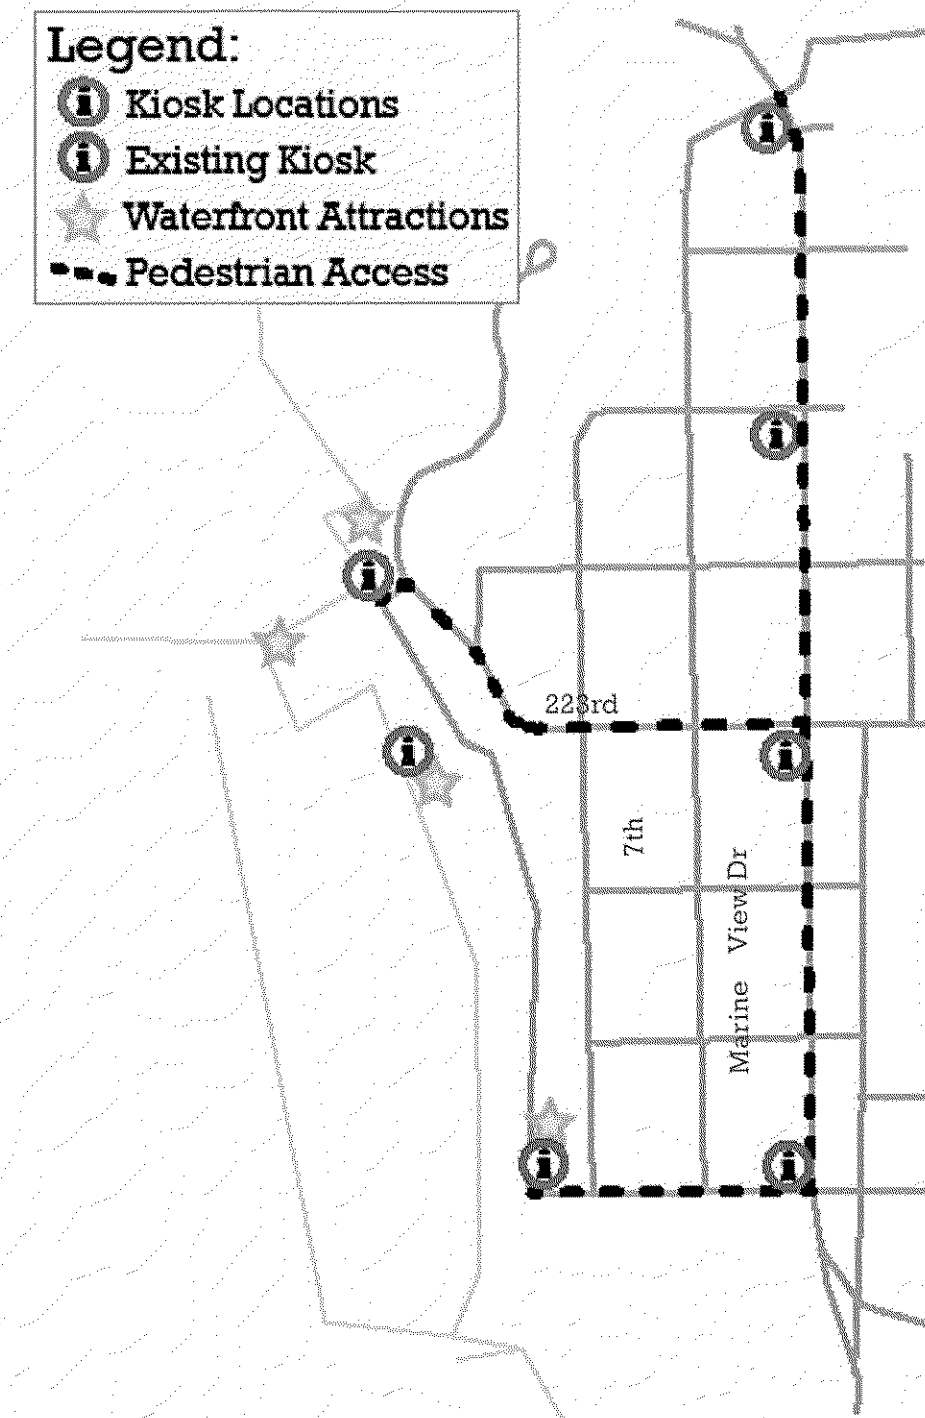 Legend:
i Kiosk Locations
i Existing Kiosk
Waterfront Attractions
Pedestrian Access
i
i
i
223rd
i
i
7th
Marine View Dr
i
i